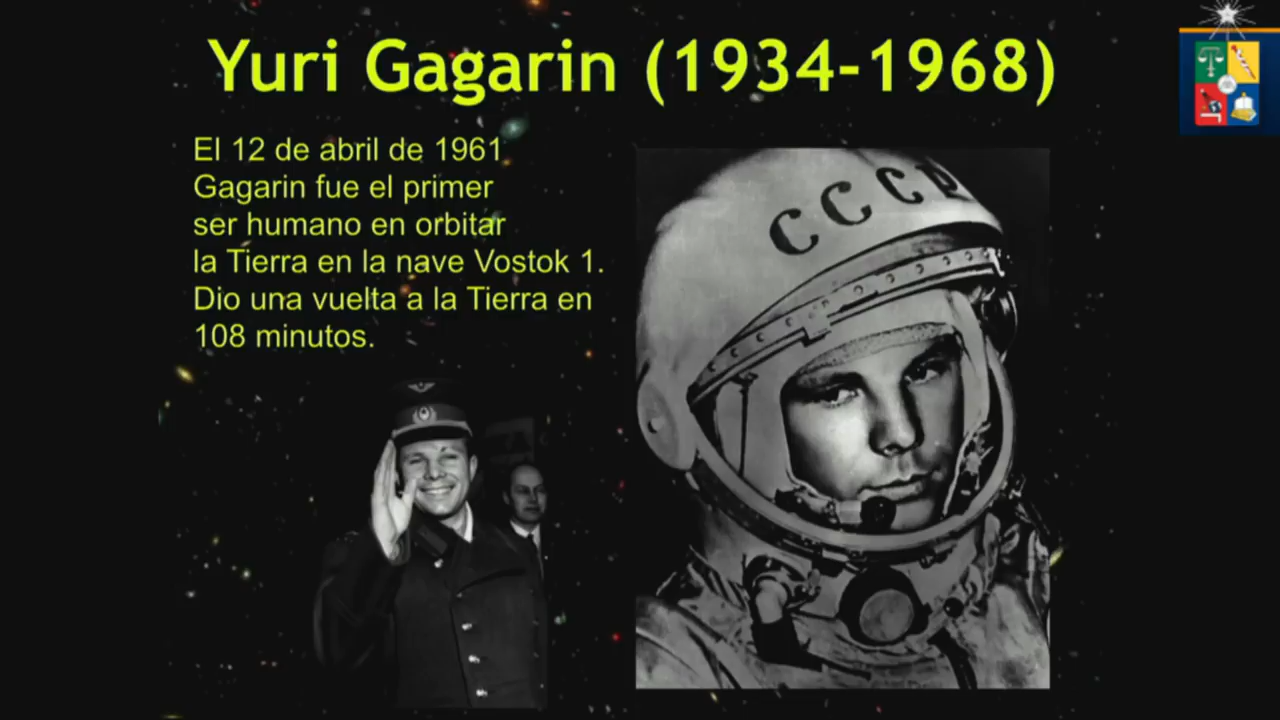 Yuri Gagarin (1934-1968)
El 12 de abril de 1961
Gagarin fue el primer
ser humano en orbitar
la Tierra en la nave Vostok 1.
Dio una vuelta a la Tierra en
108 minutos.
CCCP